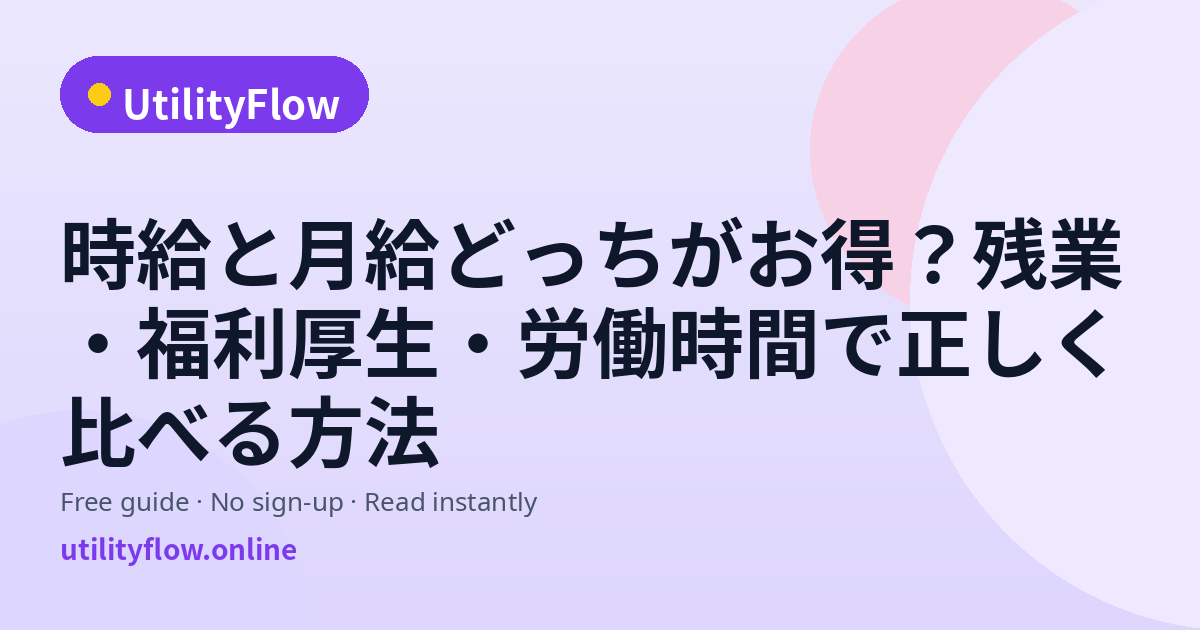 UtilityFlow
時給と月給どっちがお得？残業
・福利厚生・労働時間で正しく
比べる方法
Free guide · No sign-up · Read instantly
utilityflow.online